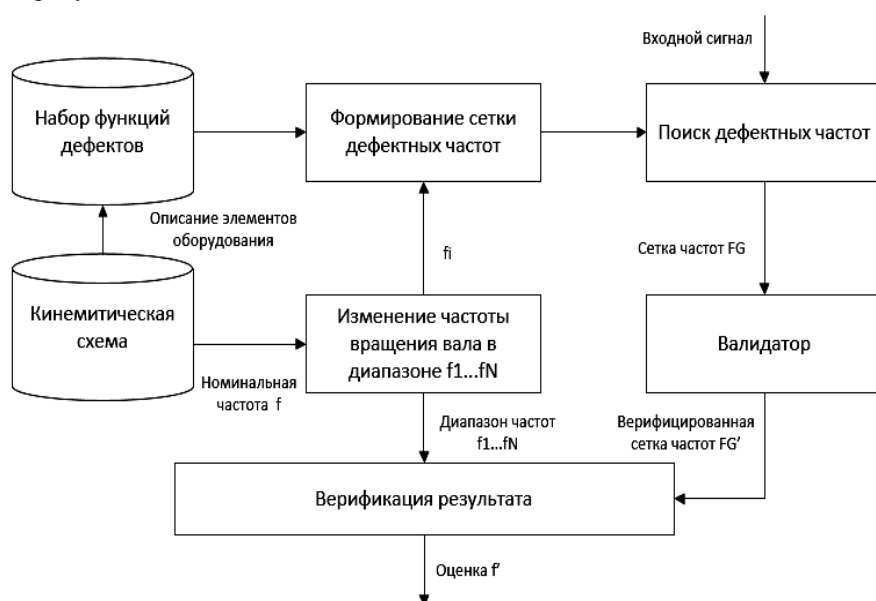 Входной сигнал
Набор функций
дефектов
Формирование сетки
дефектных частот
Поиск дефектных частот
Описание элементов
оборудования
fi
Сетка частот FG
Кинемитическая
схема
Изменение частоты
вращения вала в
диапазоне f1...fN
Валидатор
Номинальная
частота f
Диапазон частот
f1...fN
Верифицированная
сетка частот FG’
Верификация результата
Оценка f’